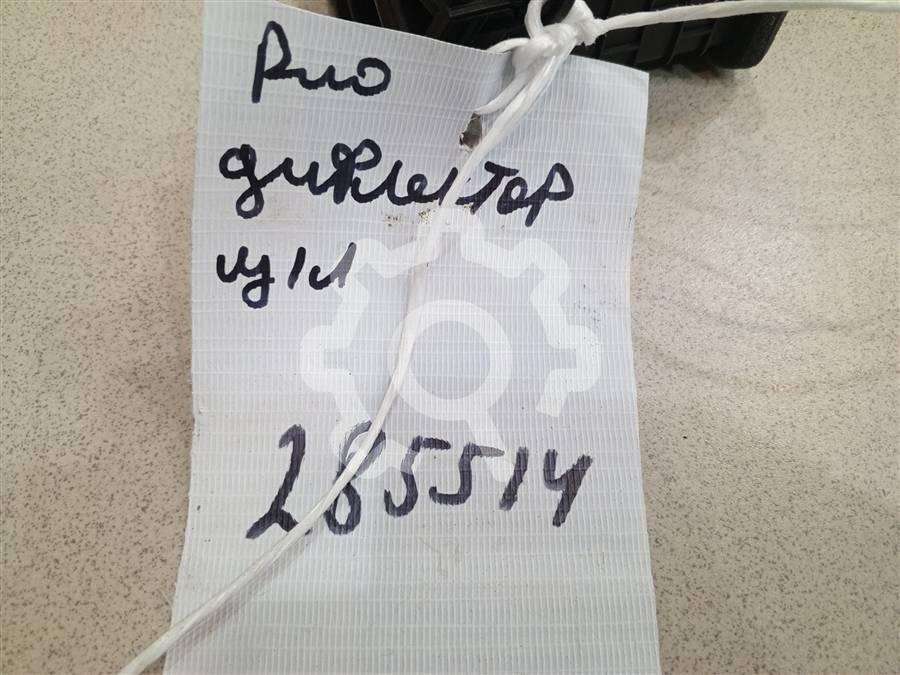 Рио
дифлектор
ц/л
285514